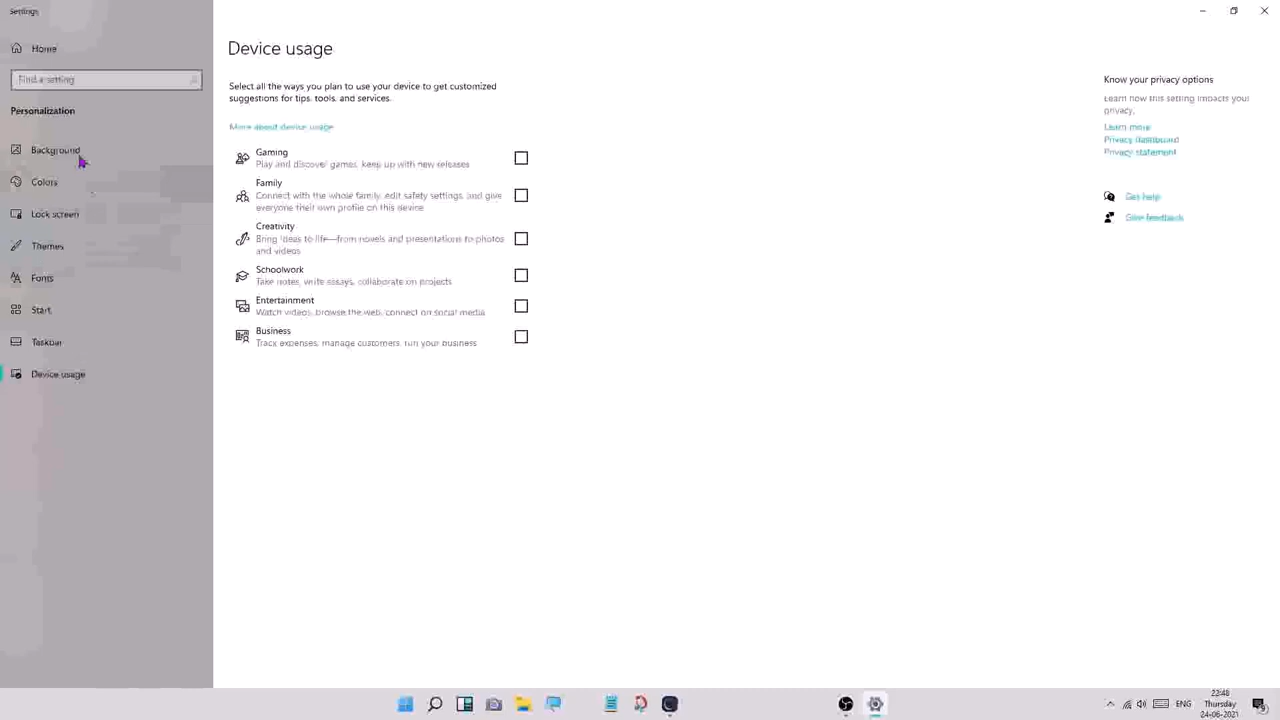 Settings
Home
Find a setting
Personalization
Background
Colors
Lock screen
Themes
Fonts
Start
Taskbar
Device usage
Device usage
Select all the ways you plan to use your device to get customized
suggestions for tips, tools, and services.
More about device usage
Gaming
Play and discover games, keep up with new releases
Family
Connect with the whole family, edit safety settings, and give
everyone their own profile on this device
Creativity
Bring ideas to life—from novels and presentations to photos
and videos
Schoolwork
Take notes, write essays, collaborate on projects
Entertainment
Watch videos, browse the web, connect on social media
Business
Track expenses, manage customers, run your business
Know your privacy options
Learn how this setting impacts your
privacy.
Learn more
Privacy dashboard
Privacy statement
Get help
Give feedback
ENG
22:48
Thursday
24-06-2021